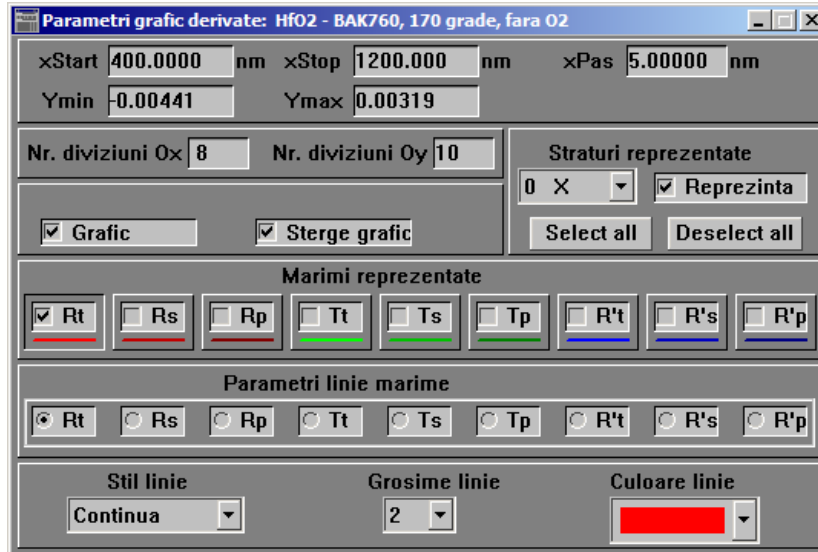 Parametri grafic derivate: HfO2 - BAK760, 170 grade, fara O2
xStart 400.0000 nm xStop 1200.000 nm xPas 5.00000 nm
Ymin -0.00441 Ymax 0.00319
Nr. diviziuni Ox 8 Nr. diviziuni Oy 10
Straturi reprezentate
0 X Reprezinta
Grafic Sterge grafic
Select all Deselect all
Marimi reprezentate
Rt Rs Rp Tt Ts Tp R't R's R'p
Parametri linie marime
Rt Rs Rp Tt Ts Tp R't R's R'p
Stil linie Grosime linie Culoare linie
Continua 2